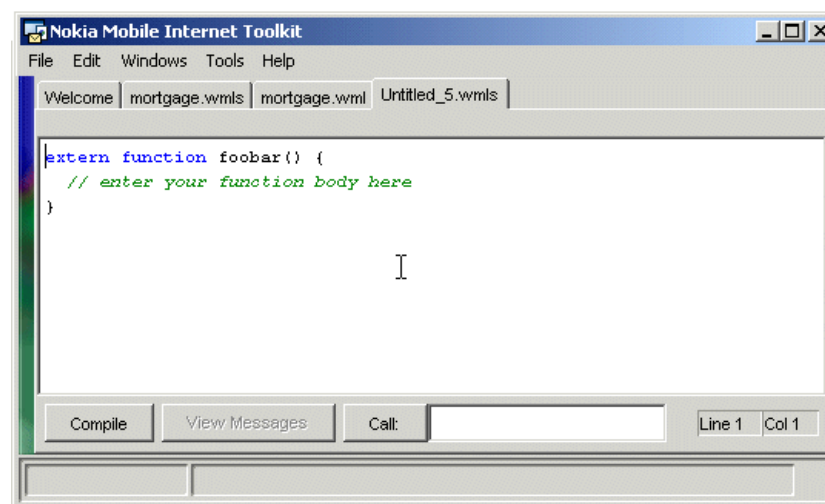 Nokia Mobile Internet Toolkit
File Edit Windows Tools Help
Welcome mortgage.wmls mortgage.wml Untitled_5.wmls
extern function foobar() {
// enter your function body here
}
Compile View Messages Call: Line 1 Col 1